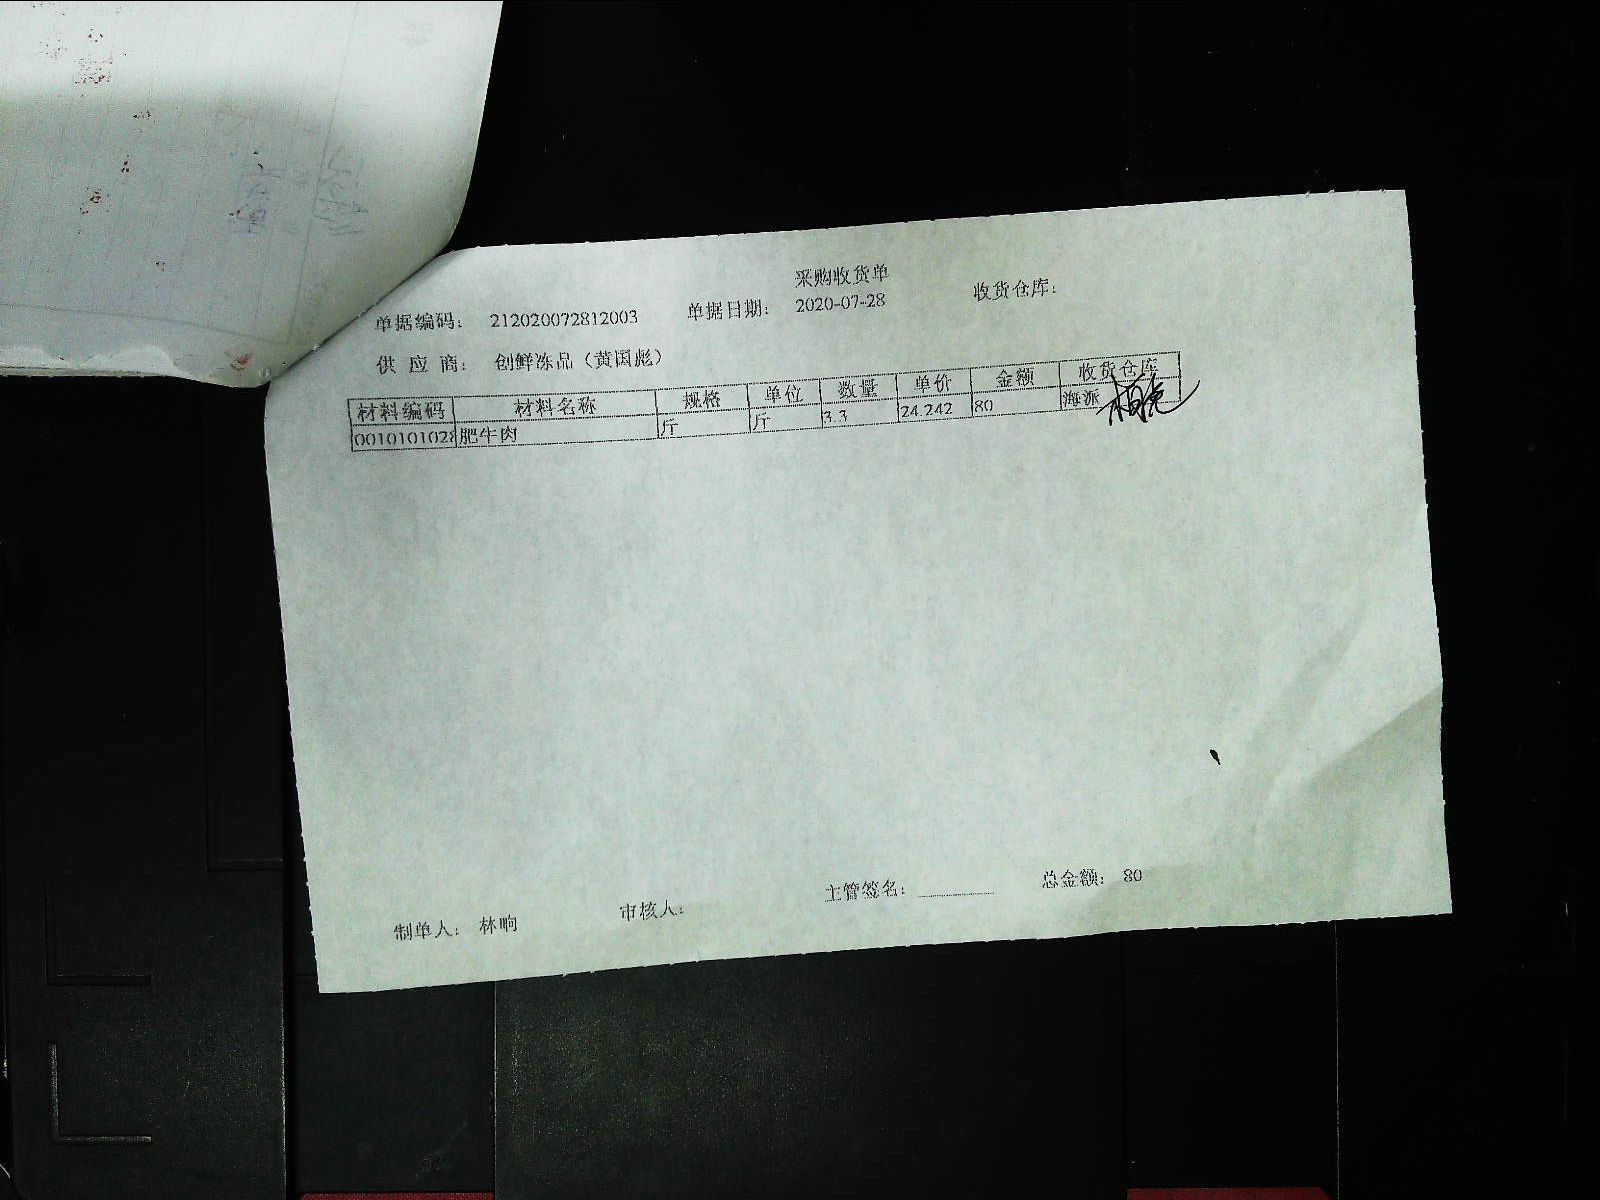 采购收货单
单据编码: 212020072812003 单据日期: 2020-07-28 收货仓库:
供 应 商: 创鲜冻品（黄国彪）
材料编码 材料名称 规格 单位 数量 单价 金额 收货仓库
0010101028 肥牛肉 斤 斤 3.3 24.242 80 海派
制单人: 林晌 审核人: 主管签名: 总金额: 80